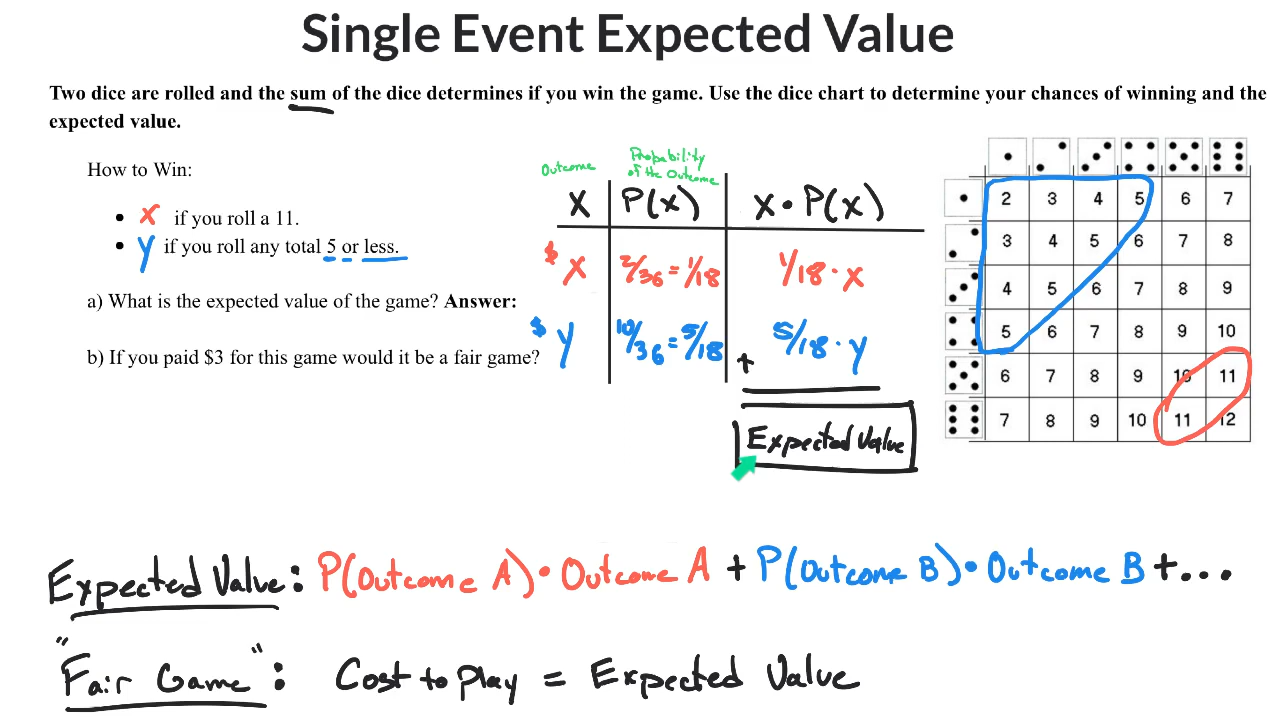 Single Event Expected Value
Two dice are rolled and the sum of the dice determines if you win the game. Use the dice chart to determine your chances of winning and the
expected value.
How to Win:
• X if you roll a 11.
• y if you roll any total 5 or less.
a) What is the expected value of the game? Answer:
b) If you paid $3 for this game would it be a fair game?
Outcome Probability of the Outcome
X P(x) X • P(x)
$ X 2/36 = 1/18 1/18 · x
$ y 10/36 = 5/18 5/18 · y
+
Expected Value
2 3 4 5 6 7
3 4 5 6 7 8
4 5 6 7 8 9
5 6 7 8 9 10
6 7 8 9 10 11
7 8 9 10 11 12
Expected Value: P(Outcome A) • Outcome A + P(Outcome B) • Outcome B + ...
"Fair Game": Cost to Play = Expected Value